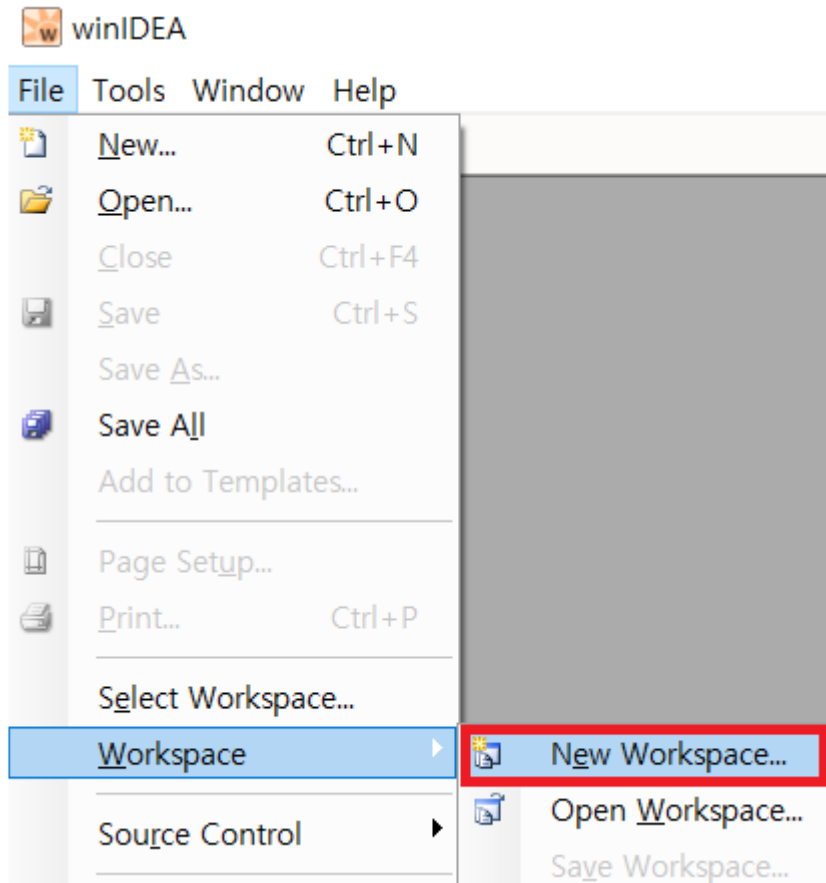 winIDEA
File Tools Window Help
New... Ctrl+N
Open... Ctrl+O
Close Ctrl+F4
Save Ctrl+S
Save As...
Save All
Add to Templates...
Page Setup...
Print... Ctrl+P
Select Workspace...
Workspace New Workspace...
Open Workspace...
Source Control
Save Workspace...